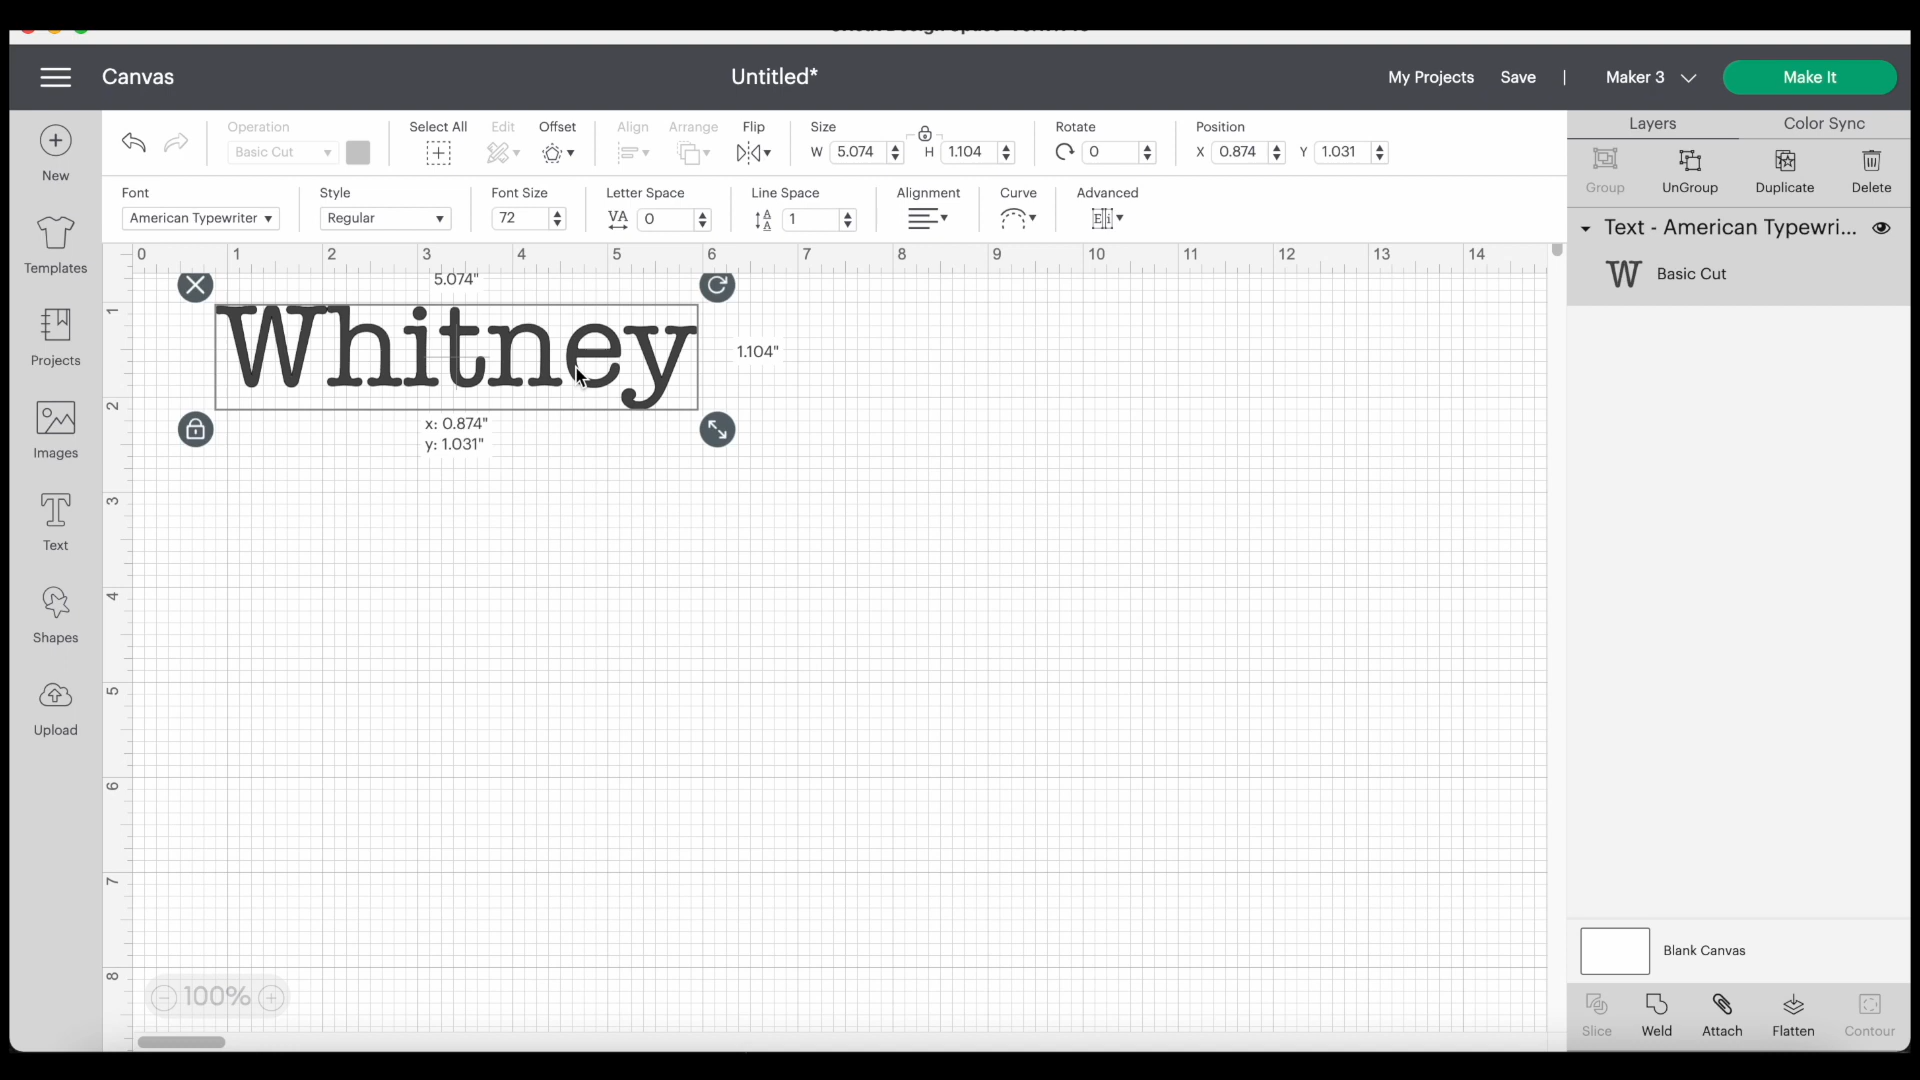 Canvas
Untitled*
My Projects Save | Maker 3 Make It
New
Templates
Projects
Images
Text
Shapes
Upload
Operation
Basic Cut
Select All
Edit
Offset
Align
Arrange
Flip
Size
W 5.074
H 1.104
Rotate
0
Position
X 0.874
Y 1.031
Font
American Typewriter
Style
Regular
Font Size
72
Letter Space
VA 0
Line Space
1
Alignment
Curve
Advanced
0 1 2 3 4 5 6 7 8 9 10 11 12 13 14
1
2
3
4
5
6
7
8
5.074"
Whitney
1.104"
x: 0.874"
y: 1.031"
100%
Layers Color Sync
Group UnGroup Duplicate Delete
Text - American Typewri...
W Basic Cut
Blank Canvas
Slice Weld Attach Flatten Contour